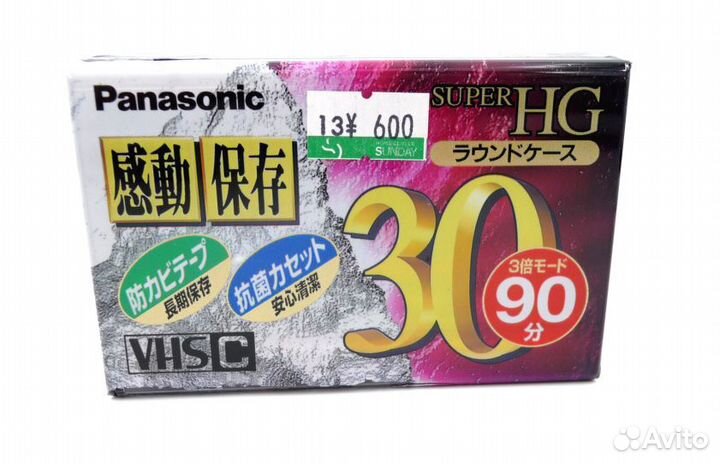 Panasonic
SUPER HG
13¥ 600
SUNDAY
ラウンドケース
感動 保存
30
防カビテープ
長期保存
抗菌カセット
安心清潔
3倍モード
90
分
VHS C
Avito